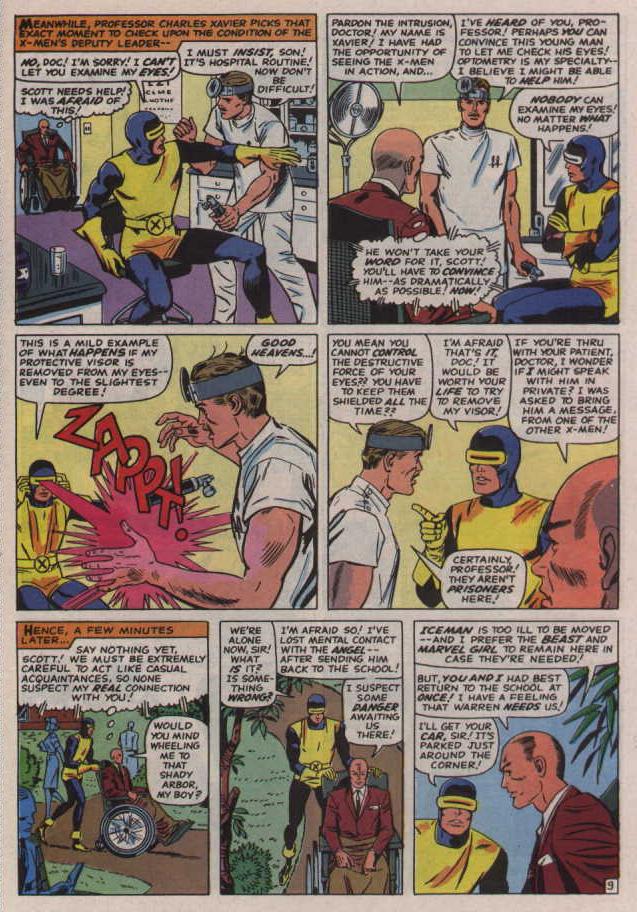 MEANWHILE, PROFESSOR CHARLES XAVIER PICKS THAT
EXACT MOMENT TO CHECK UPON THE CONDITION OF THE
X-MEN'S DEPUTY LEADER--
NO, DOC! I'M SORRY! I CAN'T
LET YOU EXAMINE MY EYES!
I MUST INSIST, SON!
IT'S HOSPITAL ROUTINE!
NOW DON'T
BE
DIFFICULT!
SCOTT NEEDS HELP!
I WAS AFRAID OF
THIS!
PARDON THE INTRUSION,
DOCTOR! MY NAME IS
XAVIER! I HAVE HAD
THE OPPORTUNITY OF
SEEING THE X-MEN
IN ACTION, AND...
I'VE HEARD OF YOU, PRO-
FESSOR! PERHAPS YOU CAN
CONVINCE THIS YOUNG MAN
TO LET ME CHECK HIS EYES!
OPTOMETRY IS MY SPECIALTY--
I BELIEVE I MIGHT BE ABLE
TO HELP HIM!
NOBODY CAN
EXAMINE MY EYES!
NO MATTER WHAT
HAPPENS!
HE WON'T TAKE YOUR
WORD FOR IT, SCOTT!
YOU'LL HAVE TO CONVINCE
HIM--AS DRAMATICALLY
AS POSSIBLE! NOW!
THIS IS A MILD EXAMPLE
OF WHAT HAPPENS IF MY
PROTECTIVE VISOR IS
REMOVED FROM MY EYES--
EVEN TO THE SLIGHTEST
DEGREE!
GOOD
HEAVENS...!
ZAPPT!
YOU MEAN YOU
CANNOT CONTROL
THE DESTRUCTIVE
FORCE OF YOUR
EYES?? YOU HAVE
TO KEEP THEM
SHIELDED ALL THE
TIME??
I'M AFRAID
THAT'S IT,
DOC! IT
WOULD BE
WORTH YOUR
LIFE TO TRY
TO REMOVE
MY VISOR!
IF YOU'RE THRU
WITH YOUR PATIENT,
DOCTOR, I WONDER
IF I MIGHT SPEAK
WITH HIM IN
PRIVATE? I WAS
ASKED TO BRING
HIM A MESSAGE,
FROM ONE OF THE
OTHER X-MEN!
CERTAINLY,
PROFESSOR!
THEY AREN'T
PRISONERS
HERE!
HENCE, A FEW MINUTES
LATER...
SAY NOTHING YET,
SCOTT! WE MUST BE EXTREMELY
CAREFUL TO ACT LIKE CASUAL
ACQUAINTANCES, SO NONE
SUSPECT MY REAL CONNECTION
WITH YOU!
WOULD
YOU MIND
WHEELING
ME TO
THAT
SHADY
ARBOR,
MY BOY?
WE'RE
ALONE
NOW, SIR!
WHAT
IS IT?
IS SOME-
THING
WRONG?
I'M AFRAID SO! I'VE
LOST MENTAL CONTACT
WITH THE ANGEL--
AFTER SENDING HIM
BACK TO THE SCHOOL!
I SUSPECT
SOME
DANGER
AWAITING
US
THERE!
ICEMAN IS TOO ILL TO BE MOVED
--AND I PREFER THE BEAST AND
MARVEL GIRL TO REMAIN HERE IN
CASE THEY'RE NEEDED!
BUT, YOU AND I HAD BEST
RETURN TO THE SCHOOL AT
ONCE! I HAVE A FEELING
THAT WARREN NEEDS US!
I'LL GET YOUR
CAR, SIR! IT'S
PARKED JUST
AROUND THE
CORNER!
9